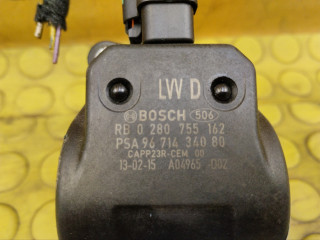 LW D
BOSCH 506
RB 0 280 755 162
PSA 96 714 340 80
CAPP23R-CEM 00
13-02-15 A04965 002